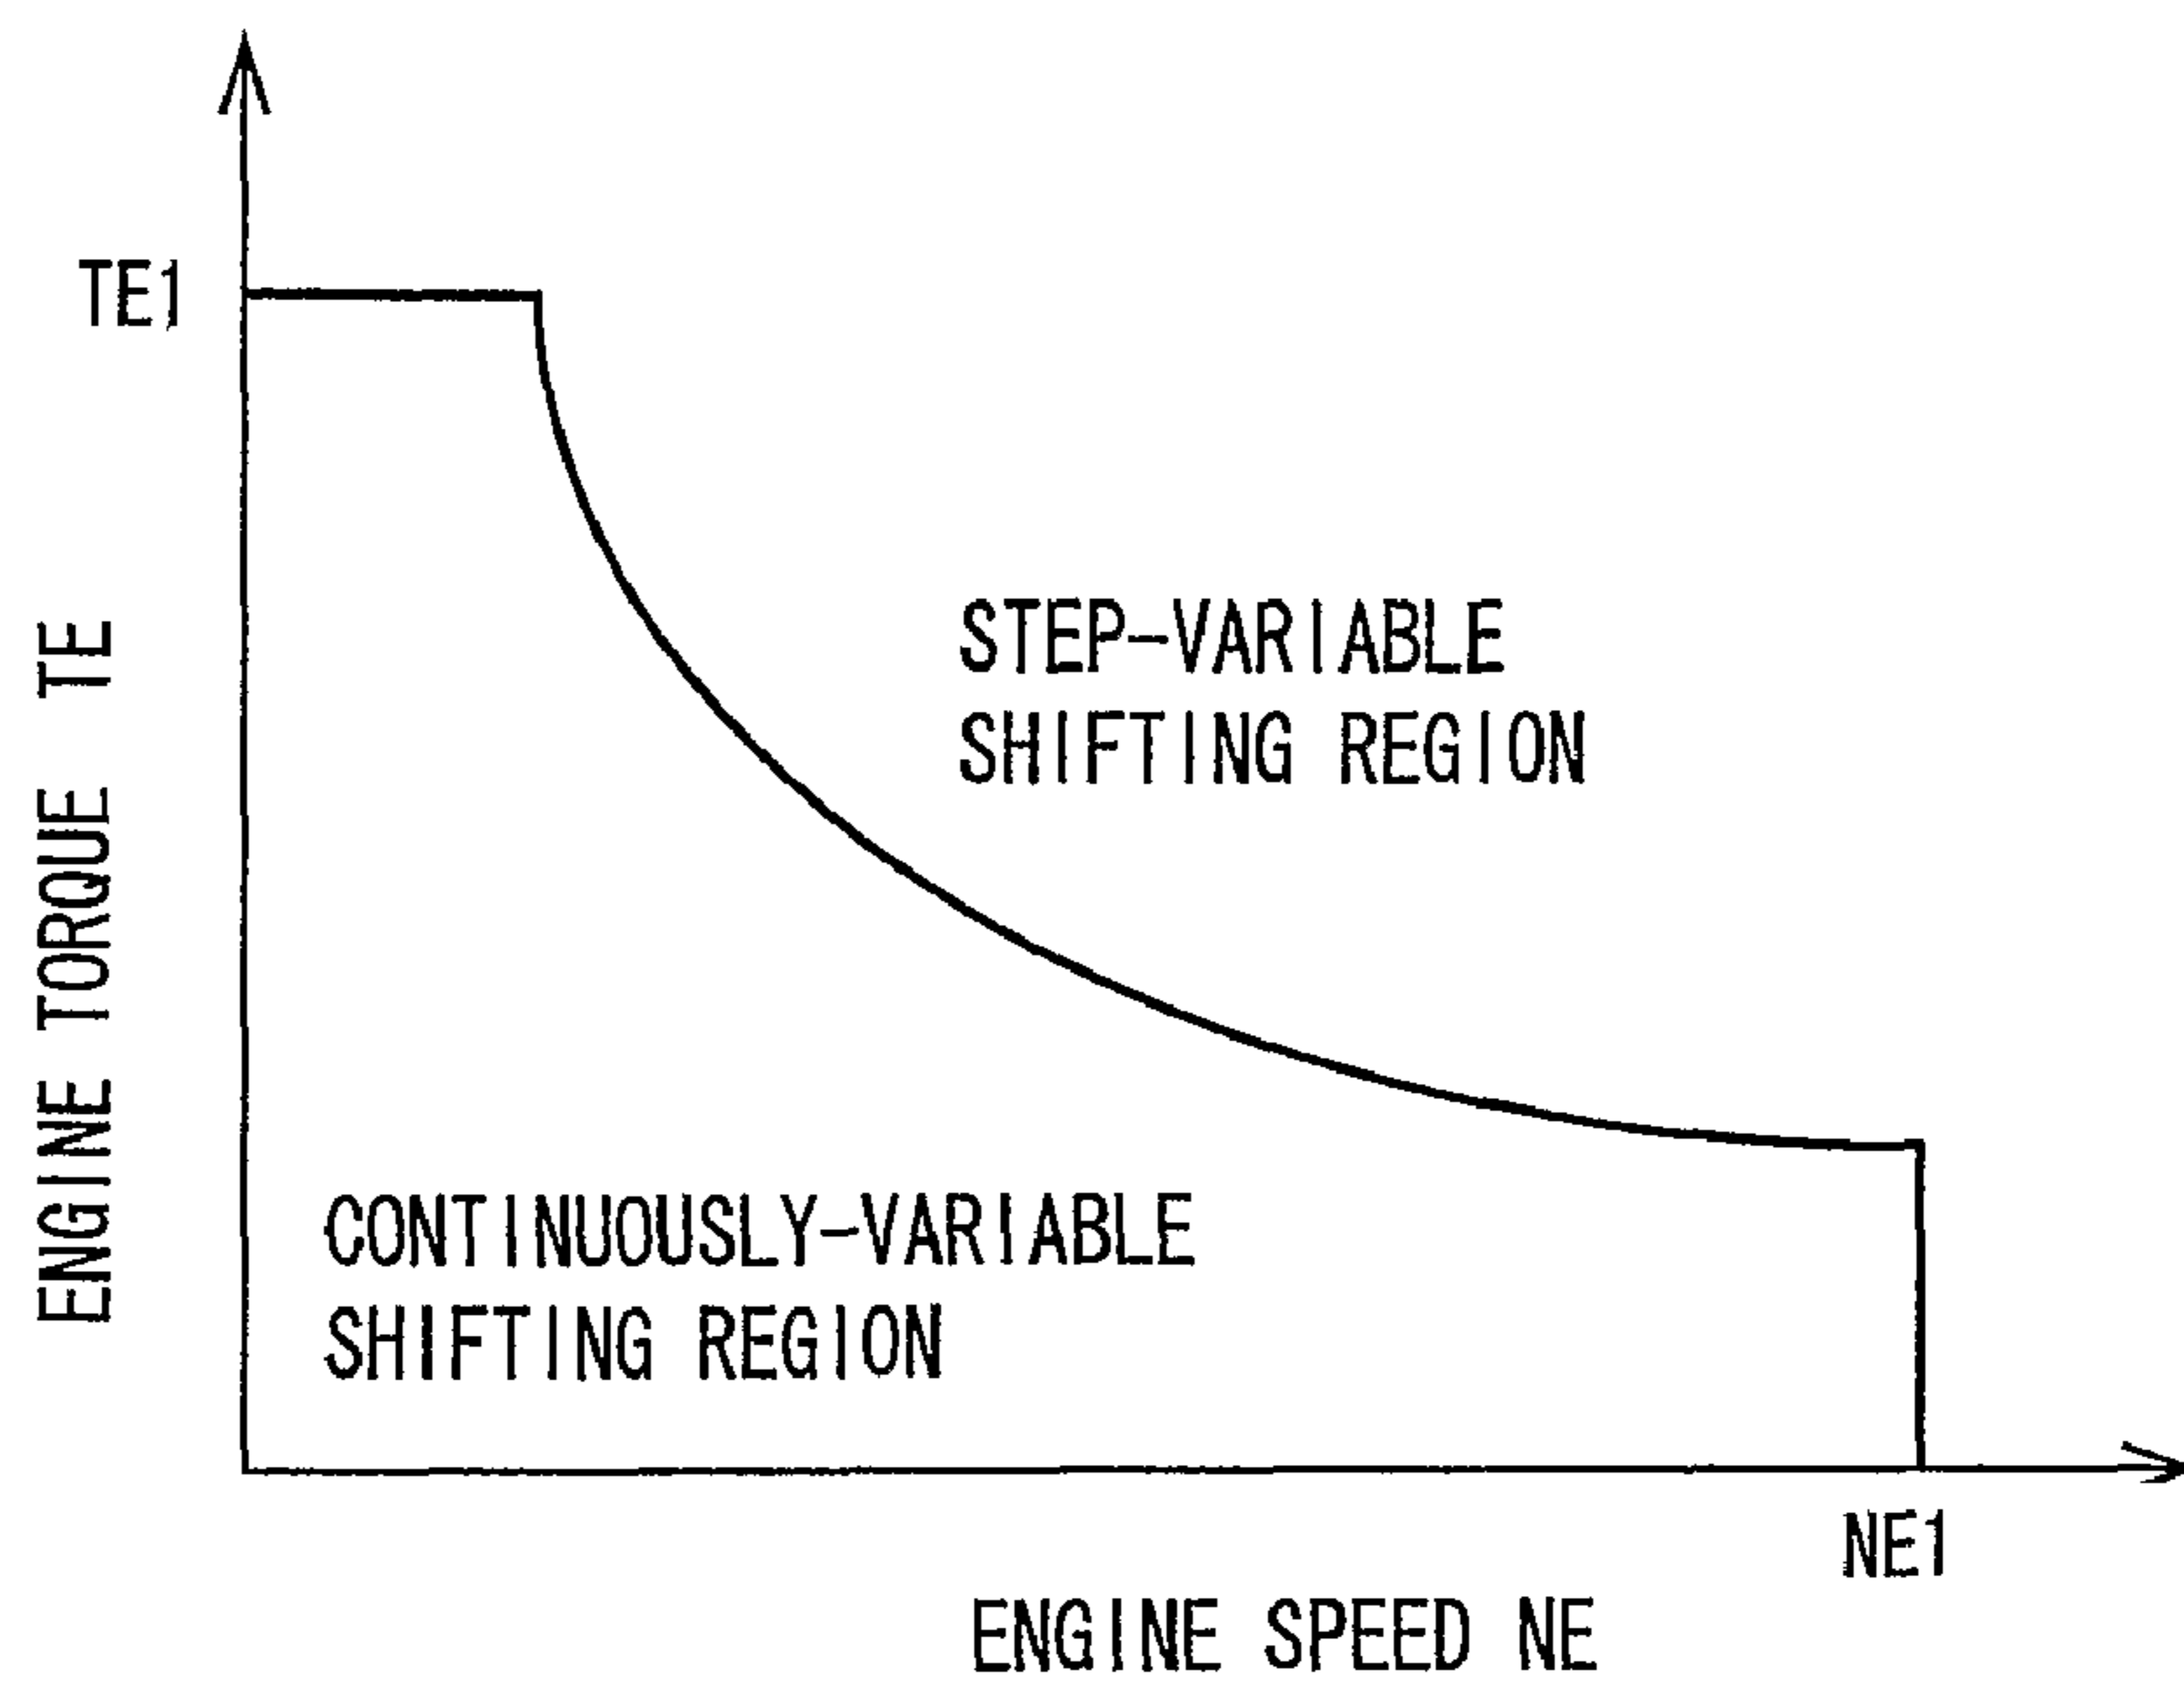 TE1
ENGINE TORQUE TE
STEP-VARIABLE
SHIFTING REGION
CONTINUOUSLY-VARIABLE
SHIFTING REGION
NE1
ENGINE SPEED NE